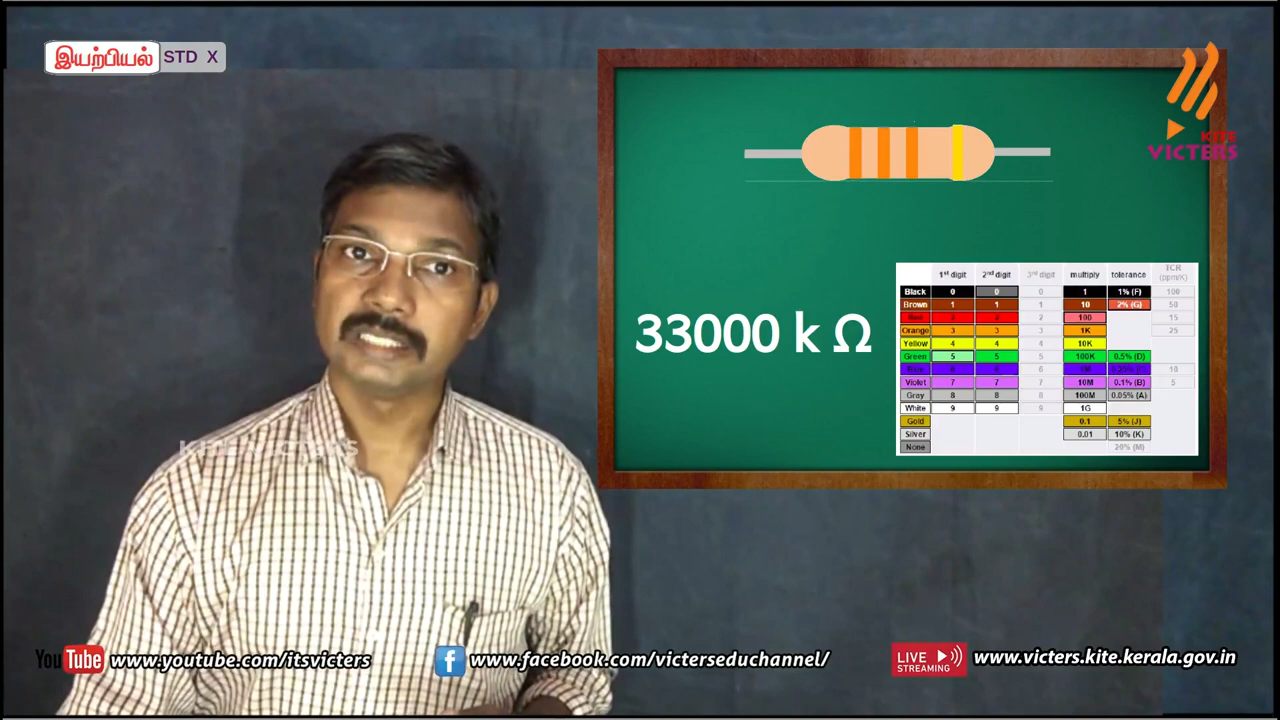 இயற்பியல் STD X
KITE
VICTERS
1st digit 2nd digit 3rd digit multiply tolerance TCR (ppm/K)
Black 0 0 0 1 1% (F) 100
Brown 1 1 1 10 2% (G) 50
2 2 2 100 15
Orange 3 3 3 1K 25
Yellow 4 4 4 10K
Green 5 5 5 100K 0.5% (D)
Blue 6 6 6 1M 10
Violet 7 7 7 10M 0.1% (B) 5
Gray 8 8 8 100M 0.05% (A)
White 9 9 9 1G
Gold 0.1 5% (J)
Silver 0.01 10% (K)
None 20% (M)
33000 k Ω
KITE VICTERS
YouTube www.youtube.com/itsvicters
f www.facebook.com/victerseduchannel/
LIVE STREAMING www.victers.kite.kerala.gov.in